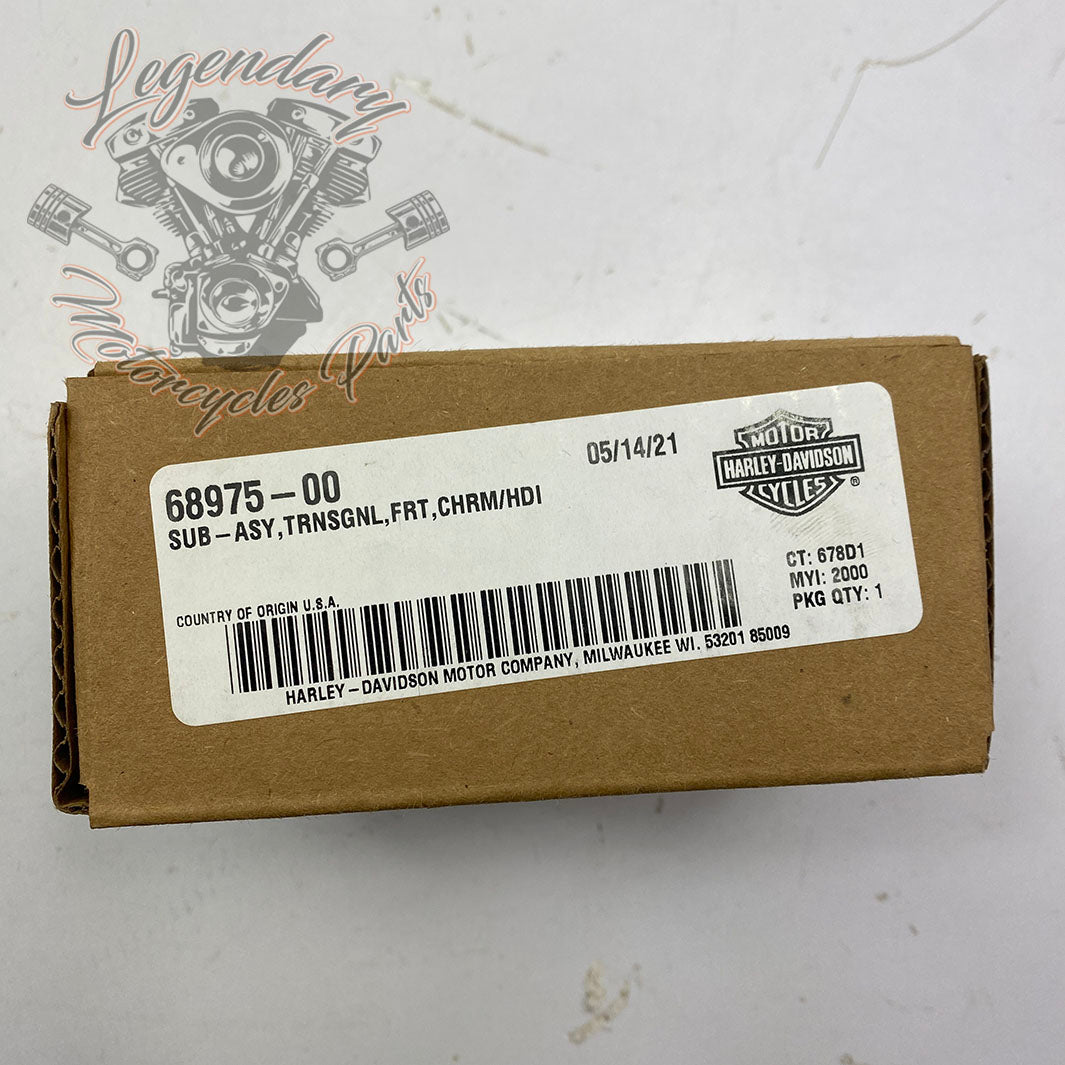 Legendary
Motorcycles Parts
68975-00
05/14/21
SUB-ASY,TRNSGNL,FRT,CHRM/HDI
MOTOR
HARLEY-DAVIDSON
CYCLES
®
CT: 678D1
MYI: 2000
PKG QTY: 1
COUNTRY OF ORIGIN U.S.A.
HARLEY-DAVIDSON MOTOR COMPANY, MILWAUKEE WI. 53201 85009